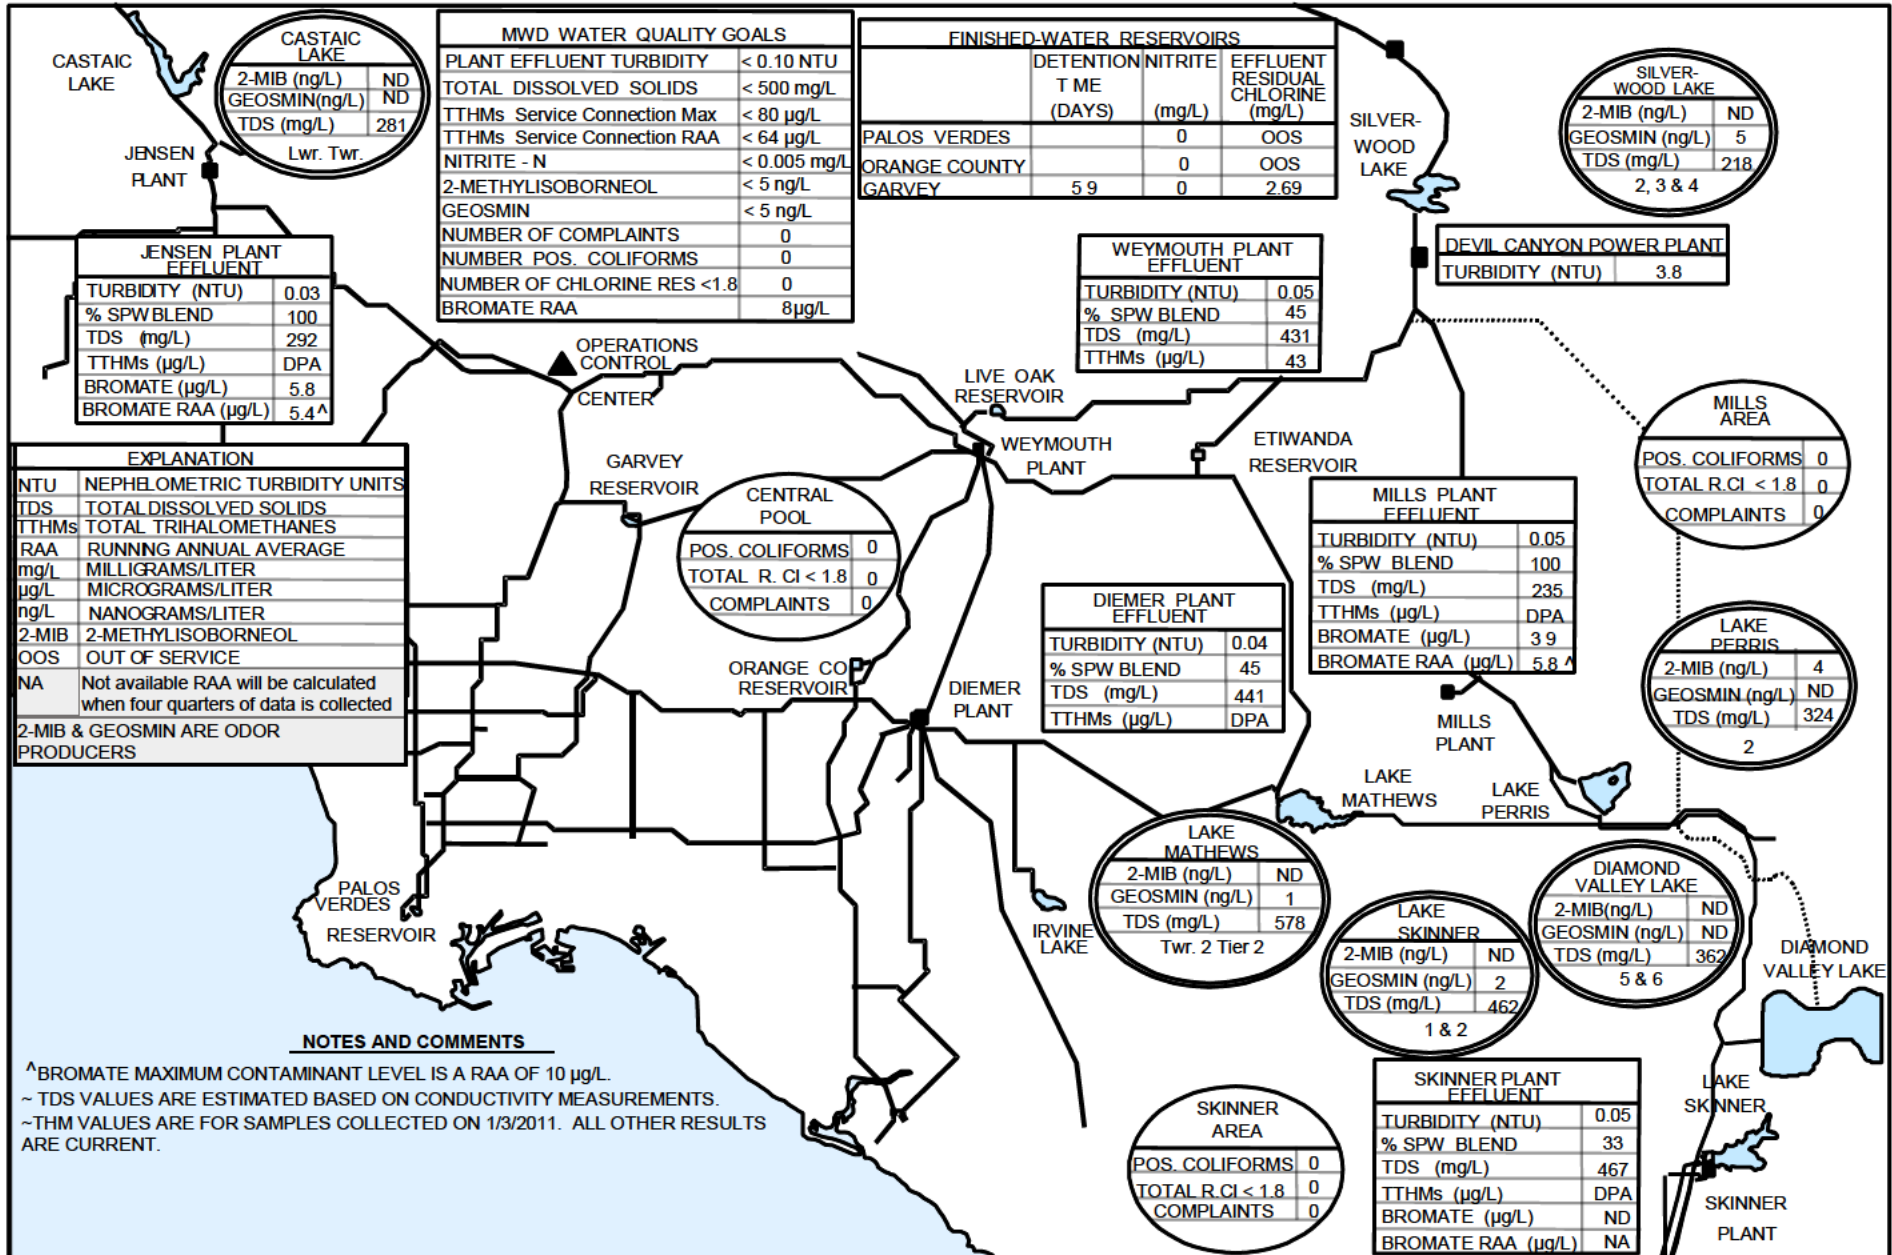 CASTAIC
LAKE
CASTAIC
LAKE
2-MIB (ng/L) ND
GEOSMIN(ng/L) ND
TDS (mg/L) 281
Lwr. Twr.
JENSEN
PLANT
MWD WATER QUALITY GOALS
PLANT EFFLUENT TURBIDITY < 0.10 NTU
TOTAL DISSOLVED SOLIDS < 500 mg/L
TTHMs Service Connection Max < 80 µg/L
TTHMs Service Connection RAA < 64 µg/L
NITRITE - N < 0.005 mg/L
2-METHYLISOBORNEOL < 5 ng/L
GEOSMIN < 5 ng/L
NUMBER OF COMPLAINTS 0
NUMBER POS. COLIFORMS 0
NUMBER OF CHLORINE RES <1.8 0
BROMATE RAA 8µg/L
FINISHED-WATER RESERVOIRS
DETENTION NITRITE EFFLUENT
T ME RESIDUAL
CHLORINE
(DAYS) (mg/L) (mg/L)
PALOS VERDES 0 OOS
ORANGE COUNTY 0 OOS
GARVEY 5 9 0 2.69
SILVER-
WOOD
LAKE
SILVER-
WOOD LAKE
2-MIB (ng/L) ND
GEOSMIN (ng/L) 5
TDS (mg/L) 218
2, 3 & 4
JENSEN PLANT
EFFLUENT
TURBIDITY (NTU) 0.03
% SPW BLEND 100
TDS (mg/L) 292
TTHMs (µg/L) DPA
BROMATE (µg/L) 5.8
BROMATE RAA (µg/L) 5.4^
WEYMOUTH PLANT
EFFLUENT
TURBIDITY (NTU) 0.05
% SPW BLEND 45
TDS (mg/L) 431
TTHMs (µg/L) 43
DEVIL CANYON POWER PLANT
TURBIDITY (NTU) 3.8
OPERATIONS
CONTROL
CENTER
LIVE OAK
RESERVOIR
WEYMOUTH
PLANT
ETIWANDA
RESERVOIR
MILLS
AREA
POS. COLIFORMS 0
TOTAL R.Cl < 1.8 0
COMPLAINTS 0
EXPLANATION
NTU NEPHELOMETRIC TURBIDITY UNITS
TDS TOTAL DISSOLVED SOLIDS
TTHMs TOTAL TRIHALOMETHANES
RAA RUNNING ANNUAL AVERAGE
mg/L MILLIGRAMS/LITER
µg/L MICROGRAMS/LITER
ng/L NANOGRAMS/LITER
2-MIB 2-METHYLISOBORNEOL
OOS OUT OF SERVICE
NA Not available RAA will be calculated
when four quarters of data is collected
2-MIB & GEOSMIN ARE ODOR
PRODUCERS
GARVEY
RESERVOIR
CENTRAL
POOL
POS. COLIFORMS 0
TOTAL R. Cl < 1.8 0
COMPLAINTS 0
MILLS PLANT
EFFLUENT
TURBIDITY (NTU) 0.05
% SPW BLEND 100
TDS (mg/L) 235
TTHMs (µg/L) DPA
BROMATE (µg/L) 3 9
BROMATE RAA (µg/L) 5.8 ^
DIEMER PLANT
EFFLUENT
TURBIDITY (NTU) 0.04
% SPW BLEND 45
TDS (mg/L) 441
TTHMs (µg/L) DPA
LAKE
PERRIS
2-MIB (ng/L) 4
GEOSMIN (ng/L) ND
TDS (mg/L) 324
2
ORANGE CO
RESERVOIR
DIEMER
PLANT
MILLS
PLANT
LAKE
MATHEWS
LAKE
PERRIS
LAKE
MATHEWS
2-MIB (ng/L) ND
GEOSMIN (ng/L) 1
TDS (mg/L) 578
Twr. 2 Tier 2
DIAMOND
VALLEY LAKE
2-MIB(ng/L) ND
GEOSMIN (ng/L) ND
TDS (mg/L) 362
5 & 6
LAKE
SKINNER
2-MIB (ng/L) ND
GEOSMIN (ng/L) 2
TDS (mg/L) 462
1 & 2
PALOS
VERDES
RESERVOIR
IRVINE
LAKE
DIAMOND
VALLEY LAKE
NOTES AND COMMENTS
^BROMATE MAXIMUM CONTAMINANT LEVEL IS A RAA OF 10 µg/L.
~ TDS VALUES ARE ESTIMATED BASED ON CONDUCTIVITY MEASUREMENTS.
~THM VALUES ARE FOR SAMPLES COLLECTED ON 1/3/2011. ALL OTHER RESULTS
ARE CURRENT.
SKINNER
AREA
POS. COLIFORMS 0
TOTAL R.Cl < 1.8 0
COMPLAINTS 0
SKINNER PLANT
EFFLUENT
TURBIDITY (NTU) 0.05
% SPW BLEND 33
TDS (mg/L) 467
TTHMs (µg/L) DPA
BROMATE (µg/L) ND
BROMATE RAA (µg/L) NA
LAKE
SKINNER
SKINNER
PLANT